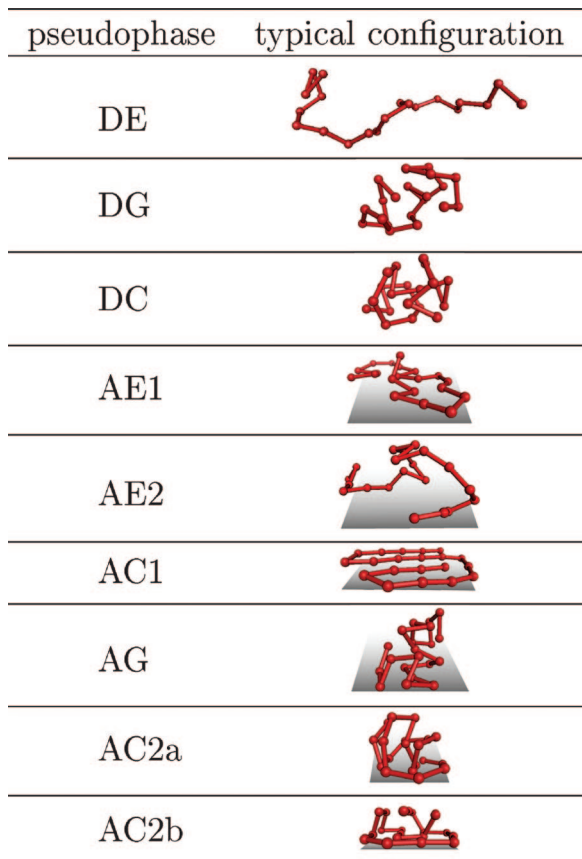 pseudophase typical configuration
DE
DG
DC
AE1
AE2
AC1
AG
AC2a
AC2b